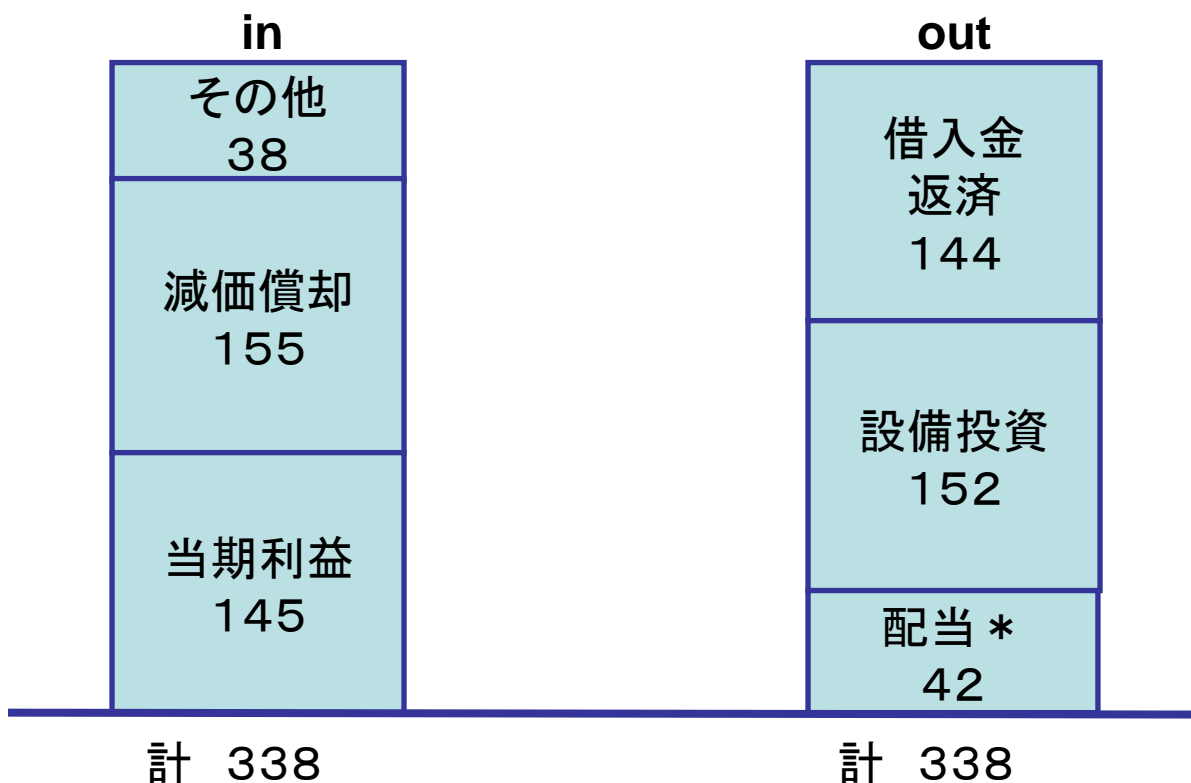 in
その他
38
減価償却
155
当期利益
145
計 338
out
借入金
返済
144
設備投資
152
配当*
42
計 338